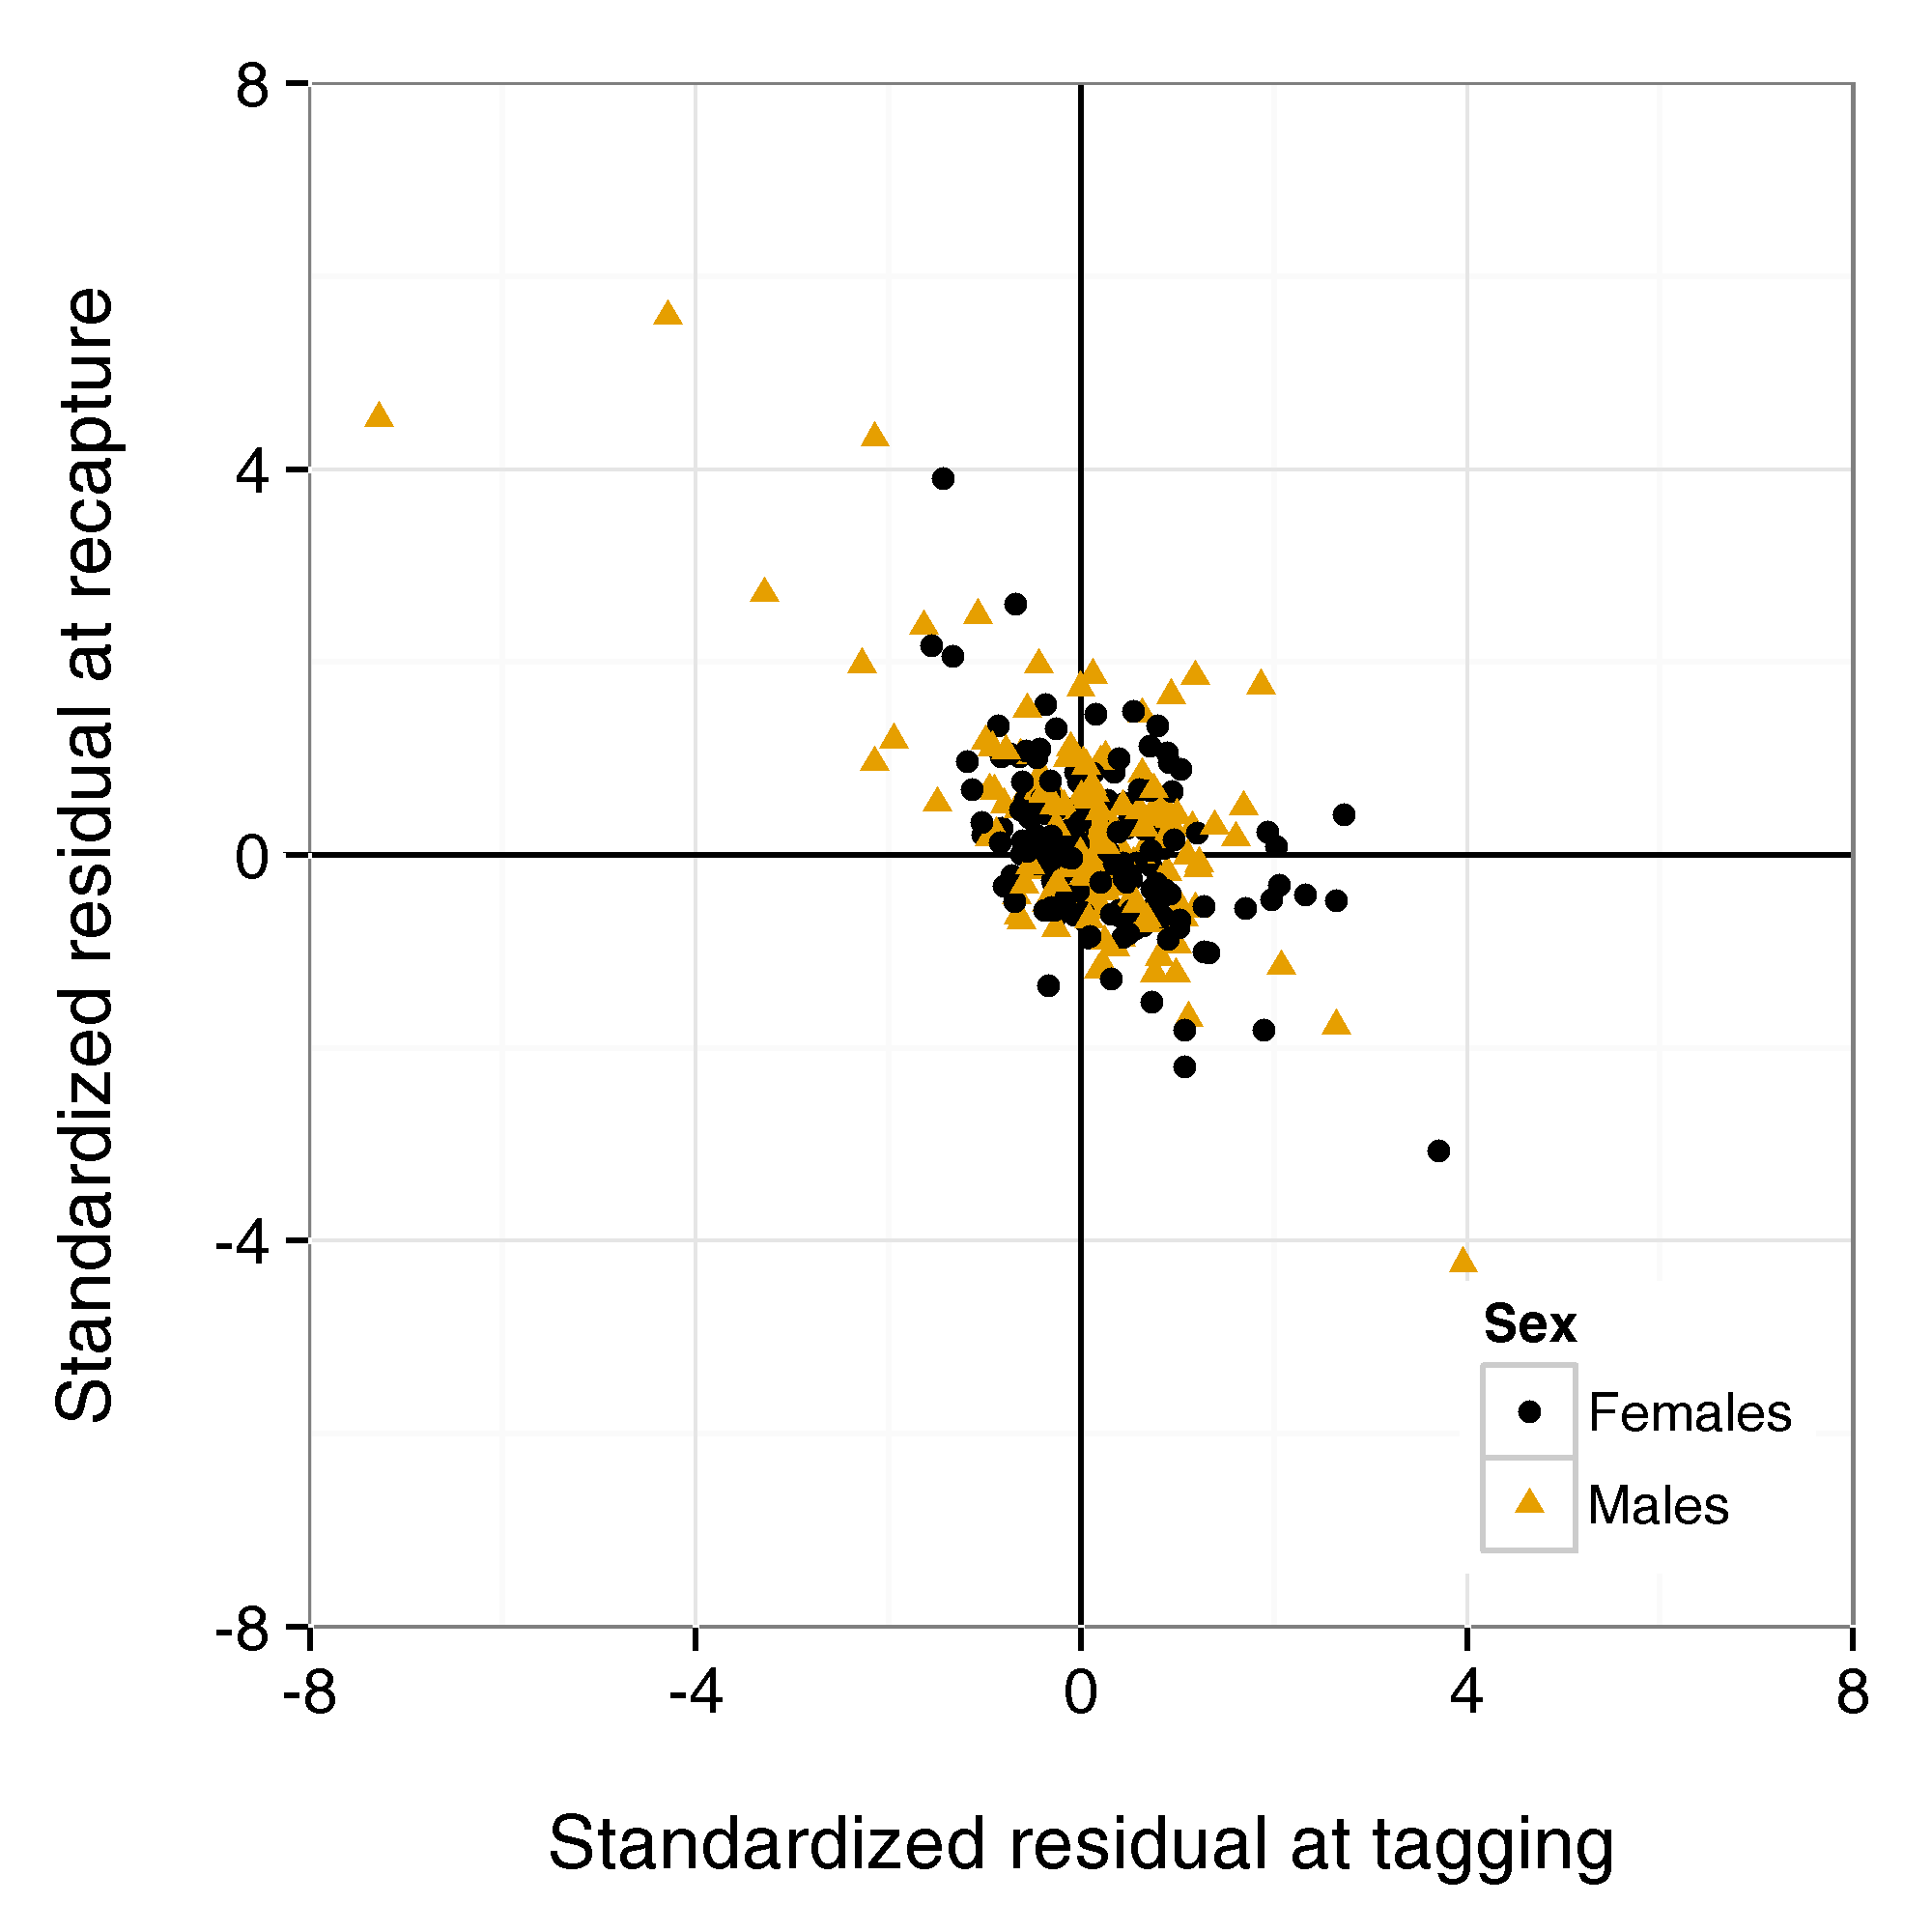 Standardized residual at recapture
8
4
0
-4
-8
-8 -4 0 4 8
Standardized residual at tagging
Sex
Females
Males